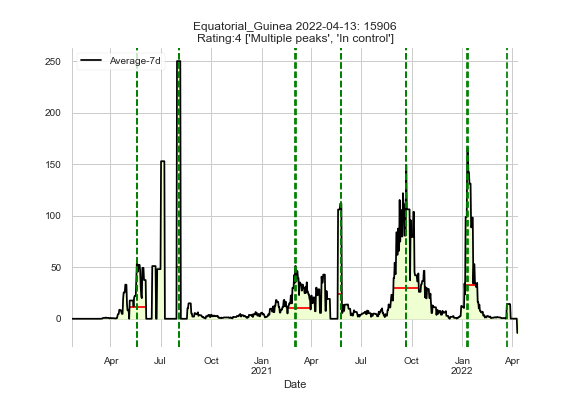 Equatorial_Guinea 2022-04-13: 15906
Rating:4 ['Multiple peaks', 'In control']
Average-7d
250
200
150
100
50
0
Apr Jul Oct Jan Apr Jul Oct Jan Apr
2021 2022
Date